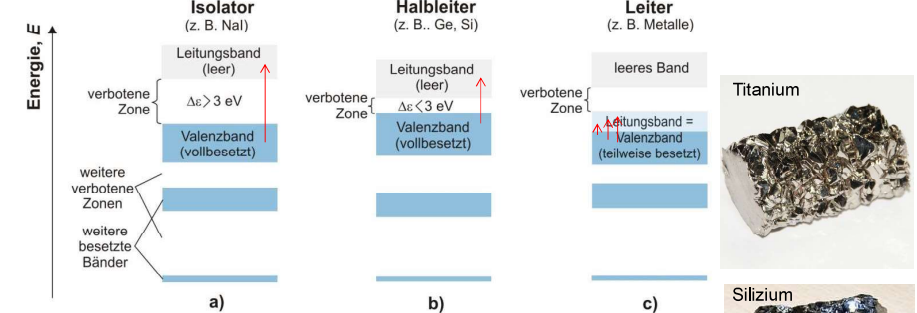 Energie, E
Isolator
(z. B. NaI)
Leitungsband
(leer)
verbotene
Zone
Δε > 3 eV
Valenzband
(vollbesetzt)
weitere
verbotene
Zonen
weitere
besetzte
Bänder
a)
Halbleiter
(z. B.. Ge, Si)
Leitungsband
(leer)
verbotene
Zone
Δε < 3 eV
Valenzband
(vollbesetzt)
b)
Leiter
(z. B. Metalle)
leeres Band
verbotene
Zone
Leitungsband =
Valenzband
(teilweise besetzt)
c)
Titanium
Silizium